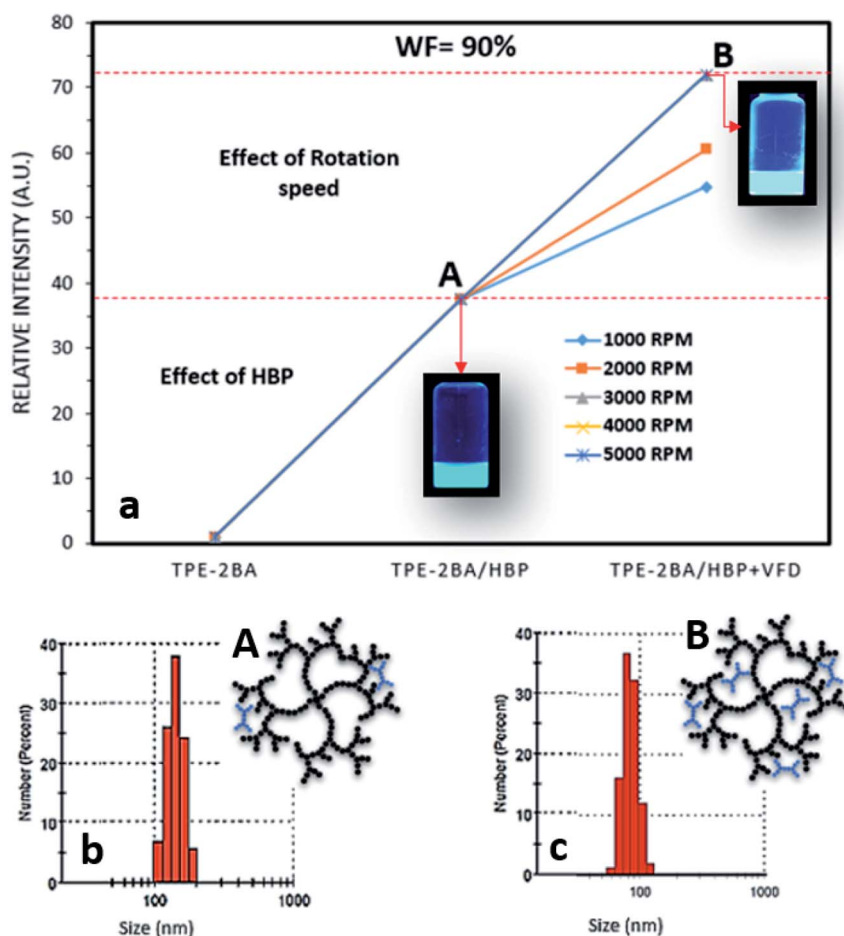 80
WF= 90%
B
70
Effect of Rotation
speed
60
50
RELATIVE INTENSITY (A.U.)
40
A
1000 RPM
30
2000 RPM
Effect of HBP
3000 RPM
20
4000 RPM
5000 RPM
10
a
0
TPE-2BA
TPE-2BA/HBP
TPE-2BA/HBP+VFD
A
40
30
Number (Percent)
20
10
b
0
100
1000
Size (nm)
B
40
30
Number (Percent)
20
10
c
0
100
1000
Size (nm)